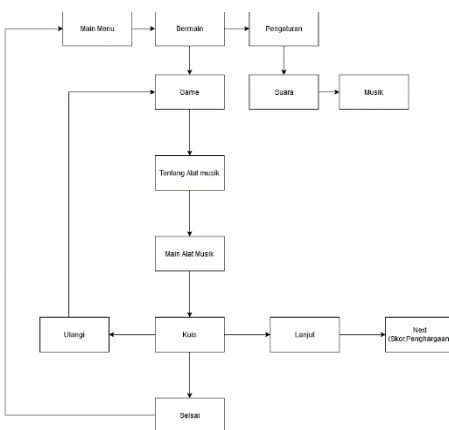 Main Menu
Bermain
Pengaturan
Game
Suara
Musik
Tentang Alat musik
Main Alat Musik
Ulangi
Kuis
Lanjut
Next
(Skor,Penghargaan
Selsai